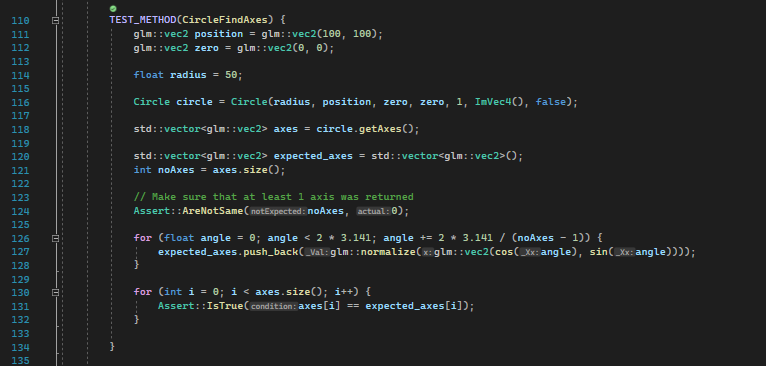 110 TEST_METHOD(CircleFindAxes) {
111 glm::vec2 position = glm::vec2(100, 100);
112 glm::vec2 zero = glm::vec2(0, 0);
113
114 float radius = 50;
115
116 Circle circle = Circle(radius, position, zero, zero, 1, ImVec4(), false);
117
118 std::vector<glm::vec2> axes = circle.getAxes();
119
120 std::vector<glm::vec2> expected_axes = std::vector<glm::vec2>();
121 int noAxes = axes.size();
122
123 // Make sure that at least 1 axis was returned
124 Assert::AreNotSame(notExpected:noAxes, actual:0);
125
126 for (float angle = 0; angle < 2 * 3.141; angle += 2 * 3.141 / (noAxes - 1)) {
127 expected_axes.push_back(_Val:glm::normalize(x:glm::vec2(cos(_Xx:angle), sin(_Xx:angle))));
128 }
129
130 for (int i = 0; i < axes.size(); i++) {
131 Assert::IsTrue(condition:axes[i] == expected_axes[i]);
132 }
133
134 }
135